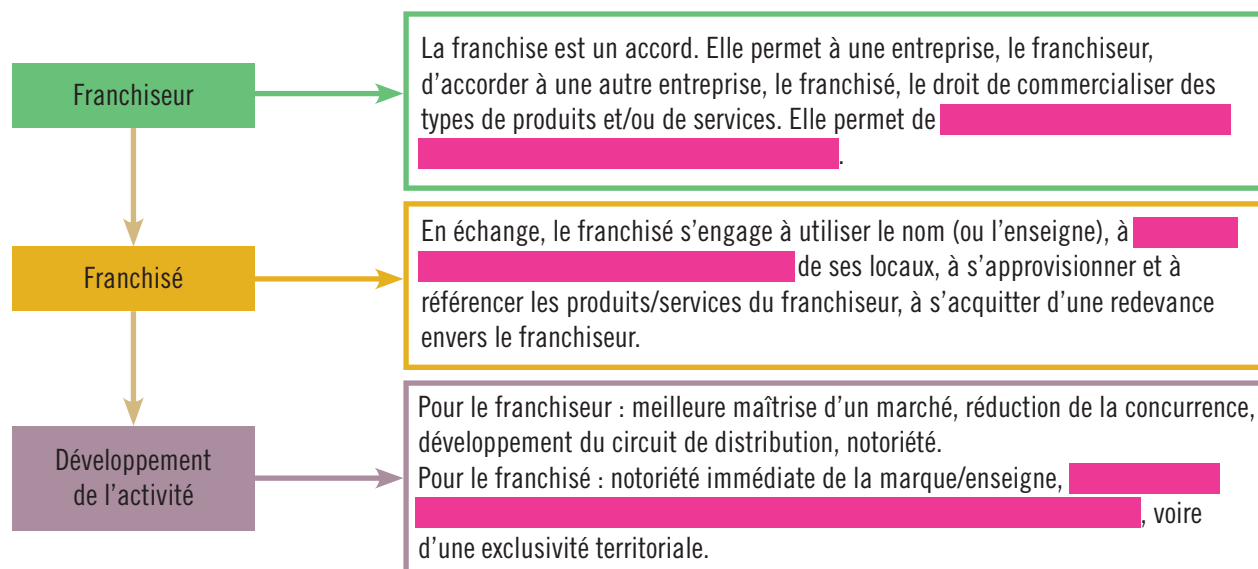 Franchiseur
La franchise est un accord. Elle permet à une entreprise, le franchiseur,
d’accorder à une autre entreprise, le franchisé, le droit de commercialiser des
types de produits et/ou de services. Elle permet de
.
Franchisé
En échange, le franchisé s’engage à utiliser le nom (ou l’enseigne), à
de ses locaux, à s’approvisionner et à
référencer les produits/services du franchiseur, à s’acquitter d’une redevance
envers le franchiseur.
Développement
de l’activité
Pour le franchiseur : meilleure maîtrise d’un marché, réduction de la concurrence,
développement du circuit de distribution, notoriété.
Pour le franchisé : notoriété immédiate de la marque/enseigne,
, voire
d’une exclusivité territoriale.